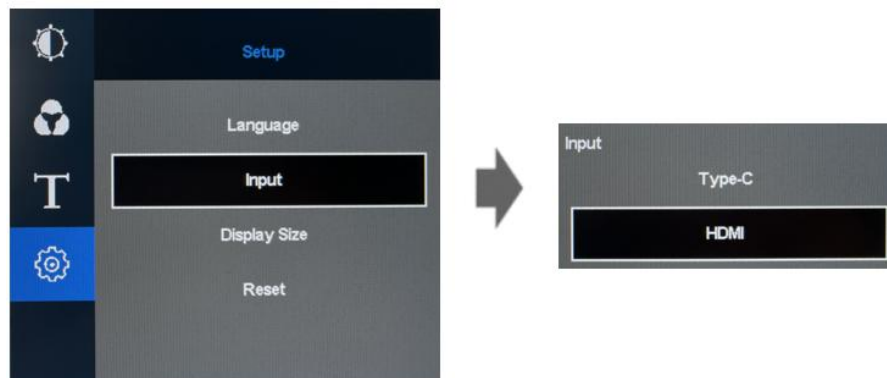 Setup
Language
T
Input
Display Size
Reset
Input
Type-C
HDMI